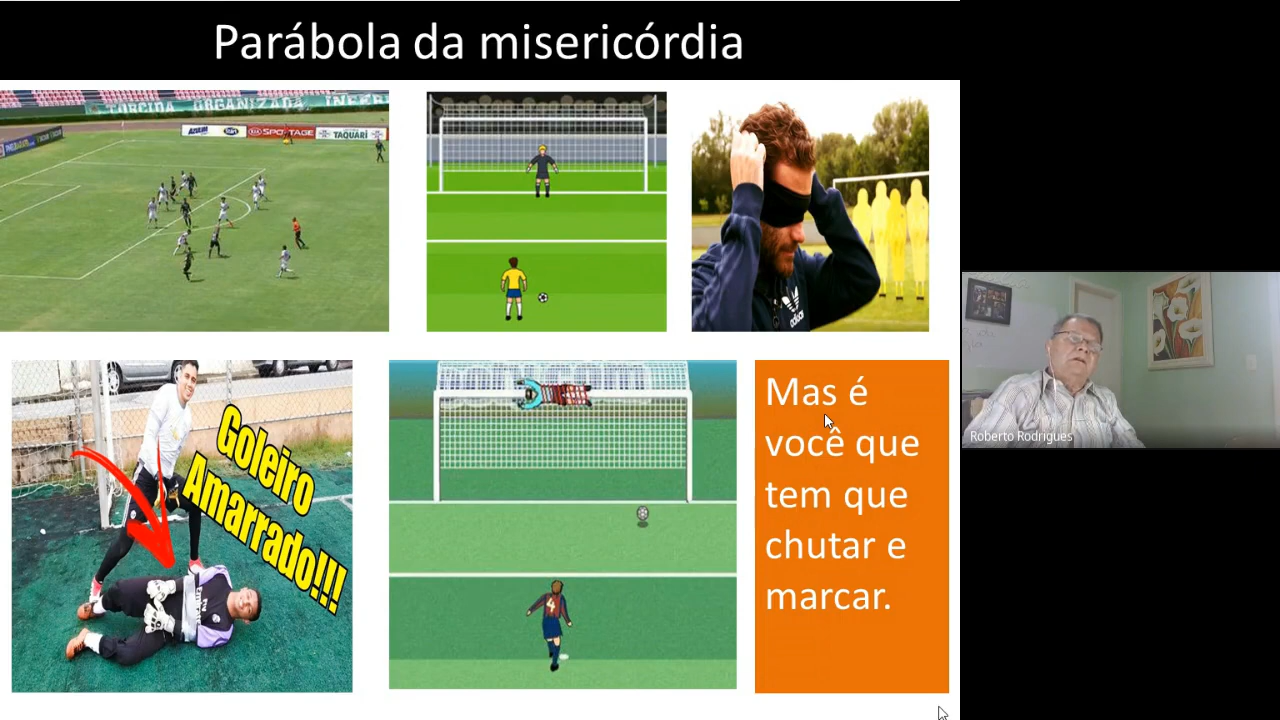 Parábola da misericórdia
TORCIDA ORGANIZADA
SPORTAGE
TAQUARI
adidas
Goleiro
Amarrado!!!
4
Mas é
você que
tem que
chutar e
marcar.
Roberto Rodrigues